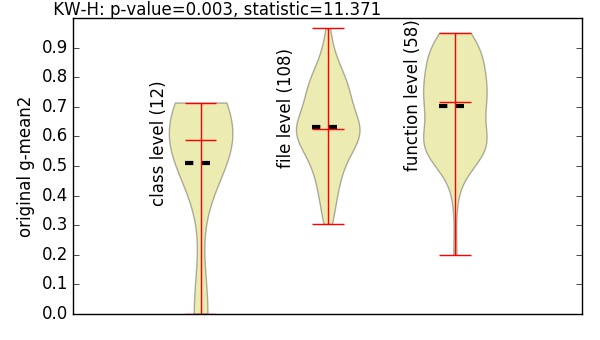 KW-H: p-value=0.003, statistic=11.371
original g-mean2
0.9
0.8
0.7
0.6
0.5
0.4
0.3
0.2
0.1
0.0
class level (12)
file level (108)
function level (58)